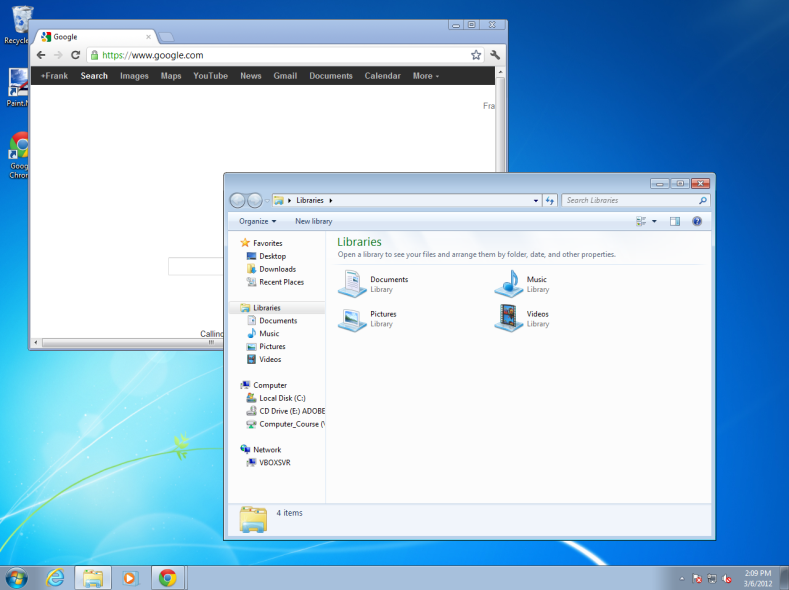 Recycle
Paint.N
Goog
Chror
Google
https://www.google.com
+Frank Search Images Maps YouTube News Gmail Documents Calendar More
Fra
Calling
Libraries
Search Libraries
Organize New library
Favorites
Desktop
Downloads
Recent Places
Libraries
Documents
Music
Pictures
Videos
Computer
Local Disk (C:)
CD Drive (E:) ADOBE
Computer_Course (\
Network
VBOXSVR
Libraries
Open a library to see your files and arrange them by folder, date, and other properties.
Documents
Library
Music
Library
Pictures
Library
Videos
Library
4 items
2:09 PM
3/6/2012